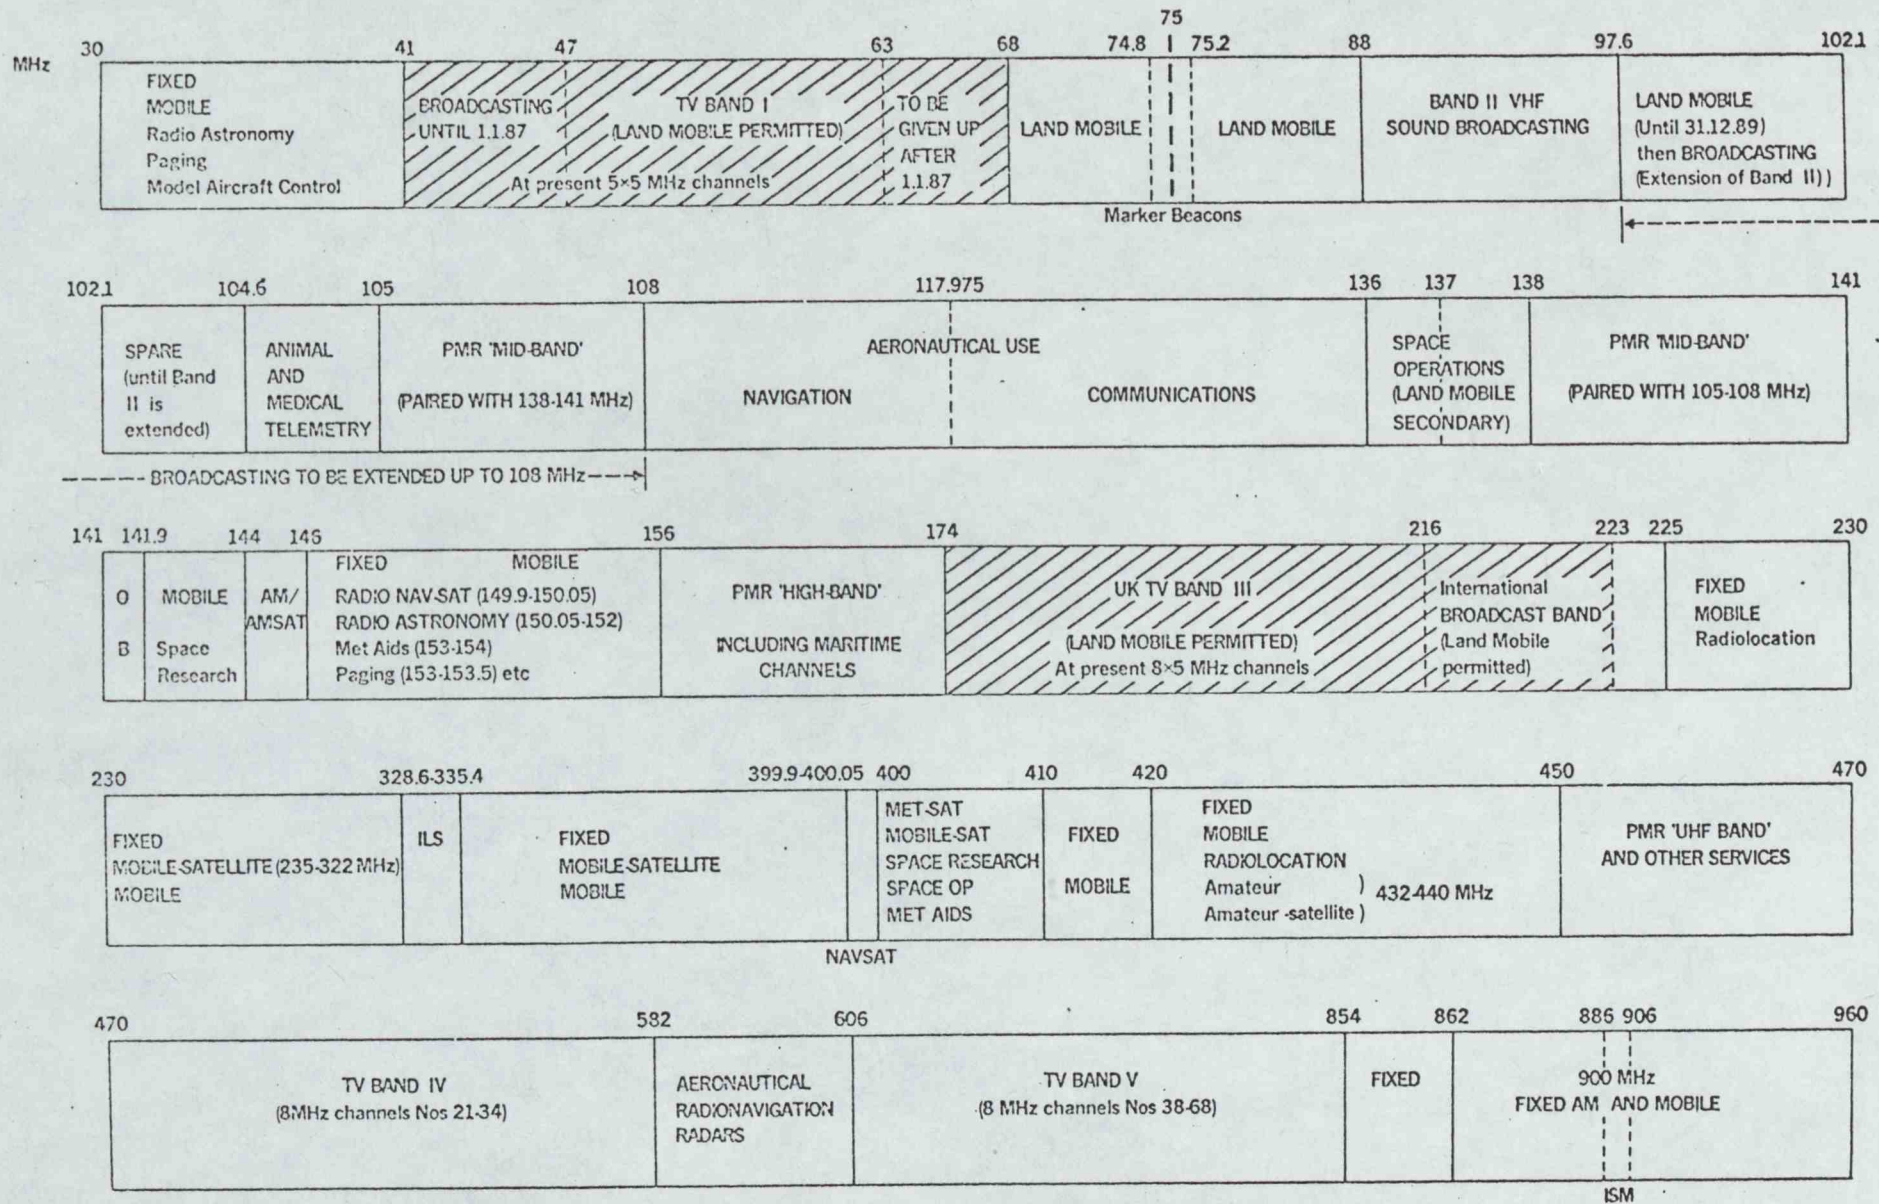 75
30 41 47 63 68 74.8 75.2 88 97.6 102.1
MHz
FIXED
MOBILE
Radio Astronomy
Paging
Model Aircraft Control
BROADCASTING
UNTIL 1.1.87
TV BAND I
(LAND MOBILE PERMITTED)
At present 5×5 MHz channels
TO BE
GIVEN UP
AFTER
1.1.87
LAND MOBILE
LAND MOBILE
Marker Beacons
BAND II VHF
SOUND BROADCASTING
LAND MOBILE
(Until 31.12.89)
then BROADCASTING
(Extension of Band II))
102.1 104.6 105 108 117.975 136 137 138 141
SPARE
(until Band
II is
extended)
ANIMAL
AND
MEDICAL
TELEMETRY
PMR 'MID-BAND'
(PAIRED WITH 138-141 MHz)
AERONAUTICAL USE
NAVIGATION
COMMUNICATIONS
SPACE
OPERATIONS
(LAND MOBILE
SECONDARY)
PMR 'MID-BAND'
(PAIRED WITH 105-108 MHz)
BROADCASTING TO BE EXTENDED UP TO 108 MHz
141 141.9 144 146 156 174 216 223 225 230
O
B
MOBILE
Space
Research
AM/
AMSAT
FIXED MOBILE
RADIO NAV-SAT (149.9-150.05)
RADIO ASTRONOMY (150.05-152)
Met Aids (153-154)
Paging (153-153.5) etc
PMR 'HIGH-BAND'
INCLUDING MARITIME
CHANNELS
UK TV BAND III
(LAND MOBILE PERMITTED)
At present 8×5 MHz channels
International
BROADCAST BAND
(Land Mobile
permitted)
FIXED
MOBILE
Radiolocation
230 328.6-335.4 399.9-400.05 400 410 420 450 470
FIXED
MOBILE-SATELLITE (235-322 MHz)
MOBILE
ILS
FIXED
MOBILE-SATELLITE
MOBILE
NAVSAT
MET-SAT
MOBILE-SAT
SPACE RESEARCH
SPACE OP
MET AIDS
FIXED
MOBILE
FIXED
MOBILE
RADIOLOCATION
Amateur )
Amateur-satellite ) 432-440 MHz
PMR 'UHF BAND'
AND OTHER SERVICES
470 582 606 854 862 886 906 960
TV BAND IV
(8MHz channels Nos 21-34)
AERONAUTICAL
RADIONAVIGATION
RADARS
TV BAND V
(8 MHz channels Nos 38-68)
FIXED
900 MHz
FIXED AM AND MOBILE
ISM